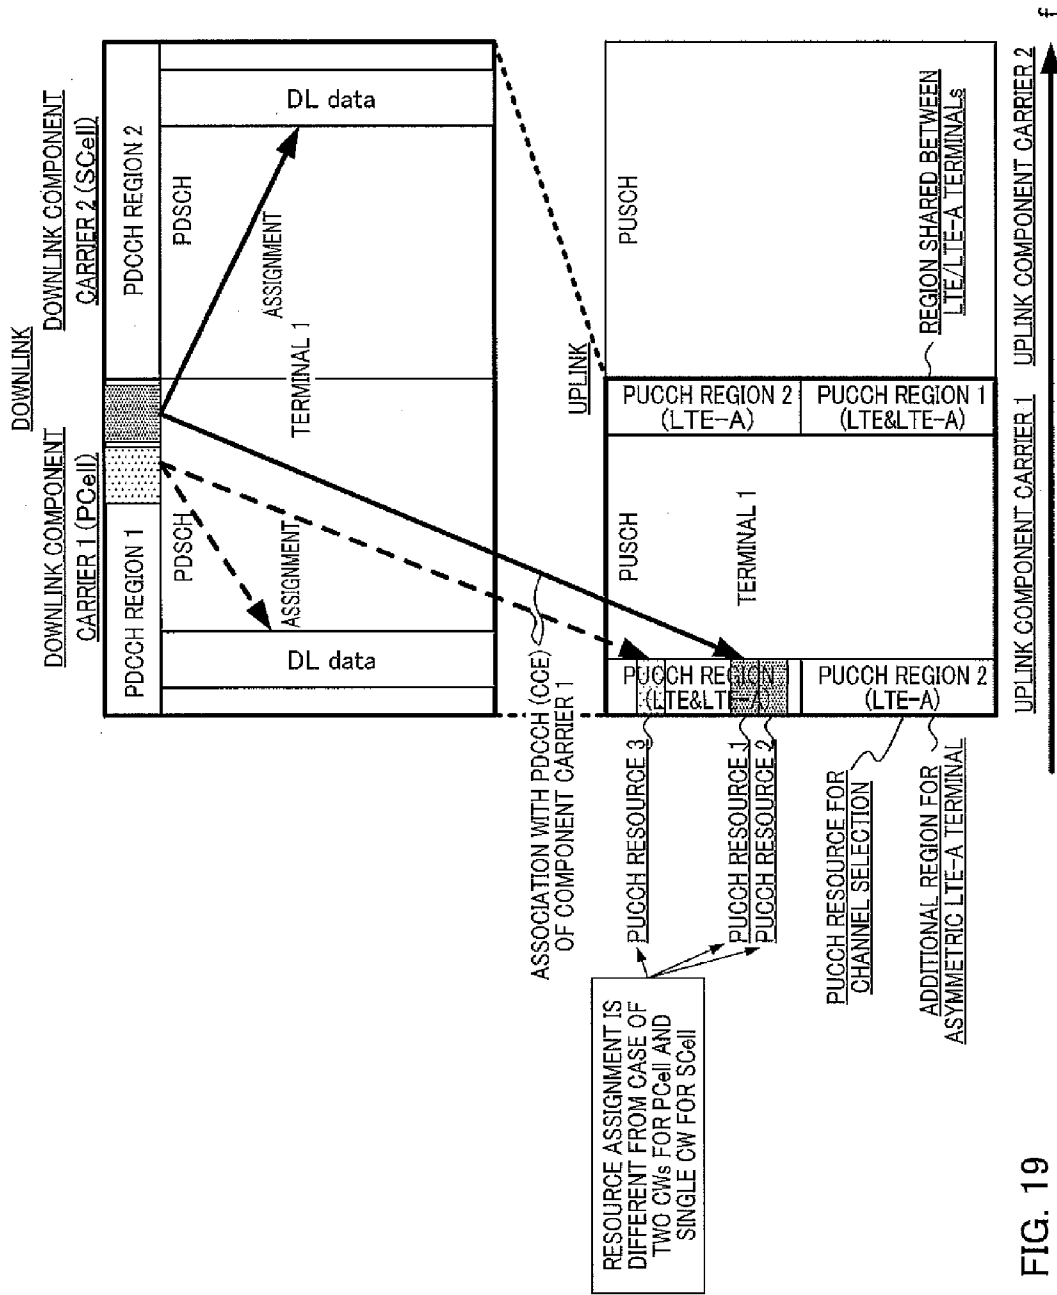 DOWNLINK
DOWNLINK COMPONENT
CARRIER 1 (PCell)
DOWNLINK COMPONENT
CARRIER 2 (SCell)
PDCCH REGION 1
PDCCH REGION 2
PDSCH
PDSCH
ASSIGNMENT
ASSIGNMENT
TERMINAL 1
DL data
DL data
ASSOCIATION WITH PDCCH (CCE)
OF COMPONENT CARRIER 1
UPLINK
RESOURCE ASSIGNMENT IS
DIFFERENT FROM CASE OF
TWO CWs FOR PCell AND
SINGLE CW FOR SCell
PUCCH RESOURCE 3
PUCCH RESOURCE 1
PUCCH RESOURCE 2
PUCCH REGION
(LTE&LTE-A)
PUCCH REGION 2
(LTE-A)
PUSCH
TERMINAL 1
PUCCH REGION 2
(LTE-A)
PUCCH REGION 1
(LTE&LTE-A)
PUSCH
PUCCH RESOURCE FOR
CHANNEL SELECTION
ADDITIONAL REGION FOR
ASYMMETRIC LTE-A TERMINAL
REGION SHARED BETWEEN
LTE/LTE-A TERMINALS
UPLINK COMPONENT CARRIER 1
UPLINK COMPONENT CARRIER 2
f
FIG. 19